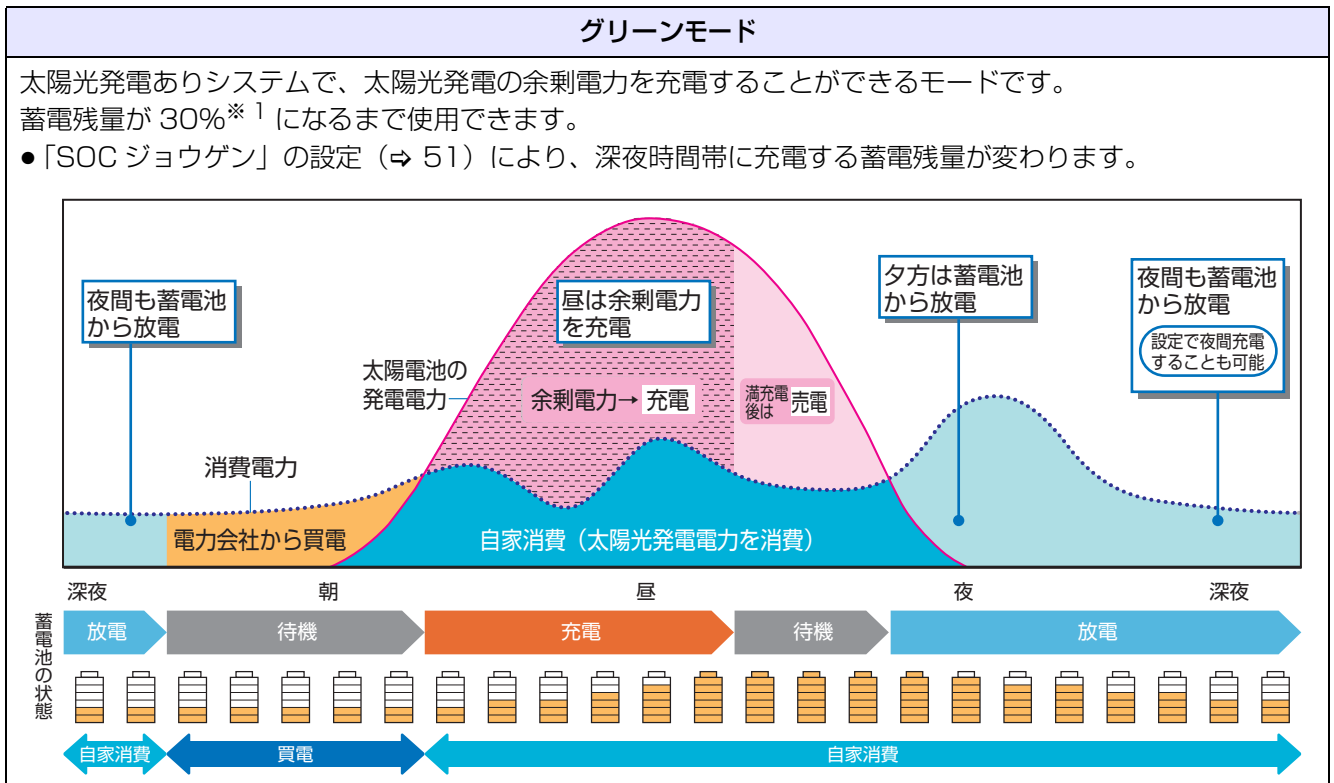 グリーンモード
太陽光発電ありシステムで、太陽光発電の余剰電力を充電することができるモードです。
蓄電残量が 30%※1 になるまで使用できます。
●「SOC ジョウゲン」の設定（⇨ 51）により、深夜時間帯に充電する蓄電残量が変わります。
夜間も蓄電池
から放電
昼は余剰電力
を充電
夕方は蓄電池
から放電
夜間も蓄電池
から放電
設定で夜間充電
することも可能
太陽電池の
発電電力
余剰電力→ 充電
満充電
後は 売電
消費電力
電力会社から買電
自家消費（太陽光発電電力を消費）
深夜 朝 昼 夜 深夜
蓄電池の状態
放電 待機 充電 待機 放電
自家消費 買電 自家消費